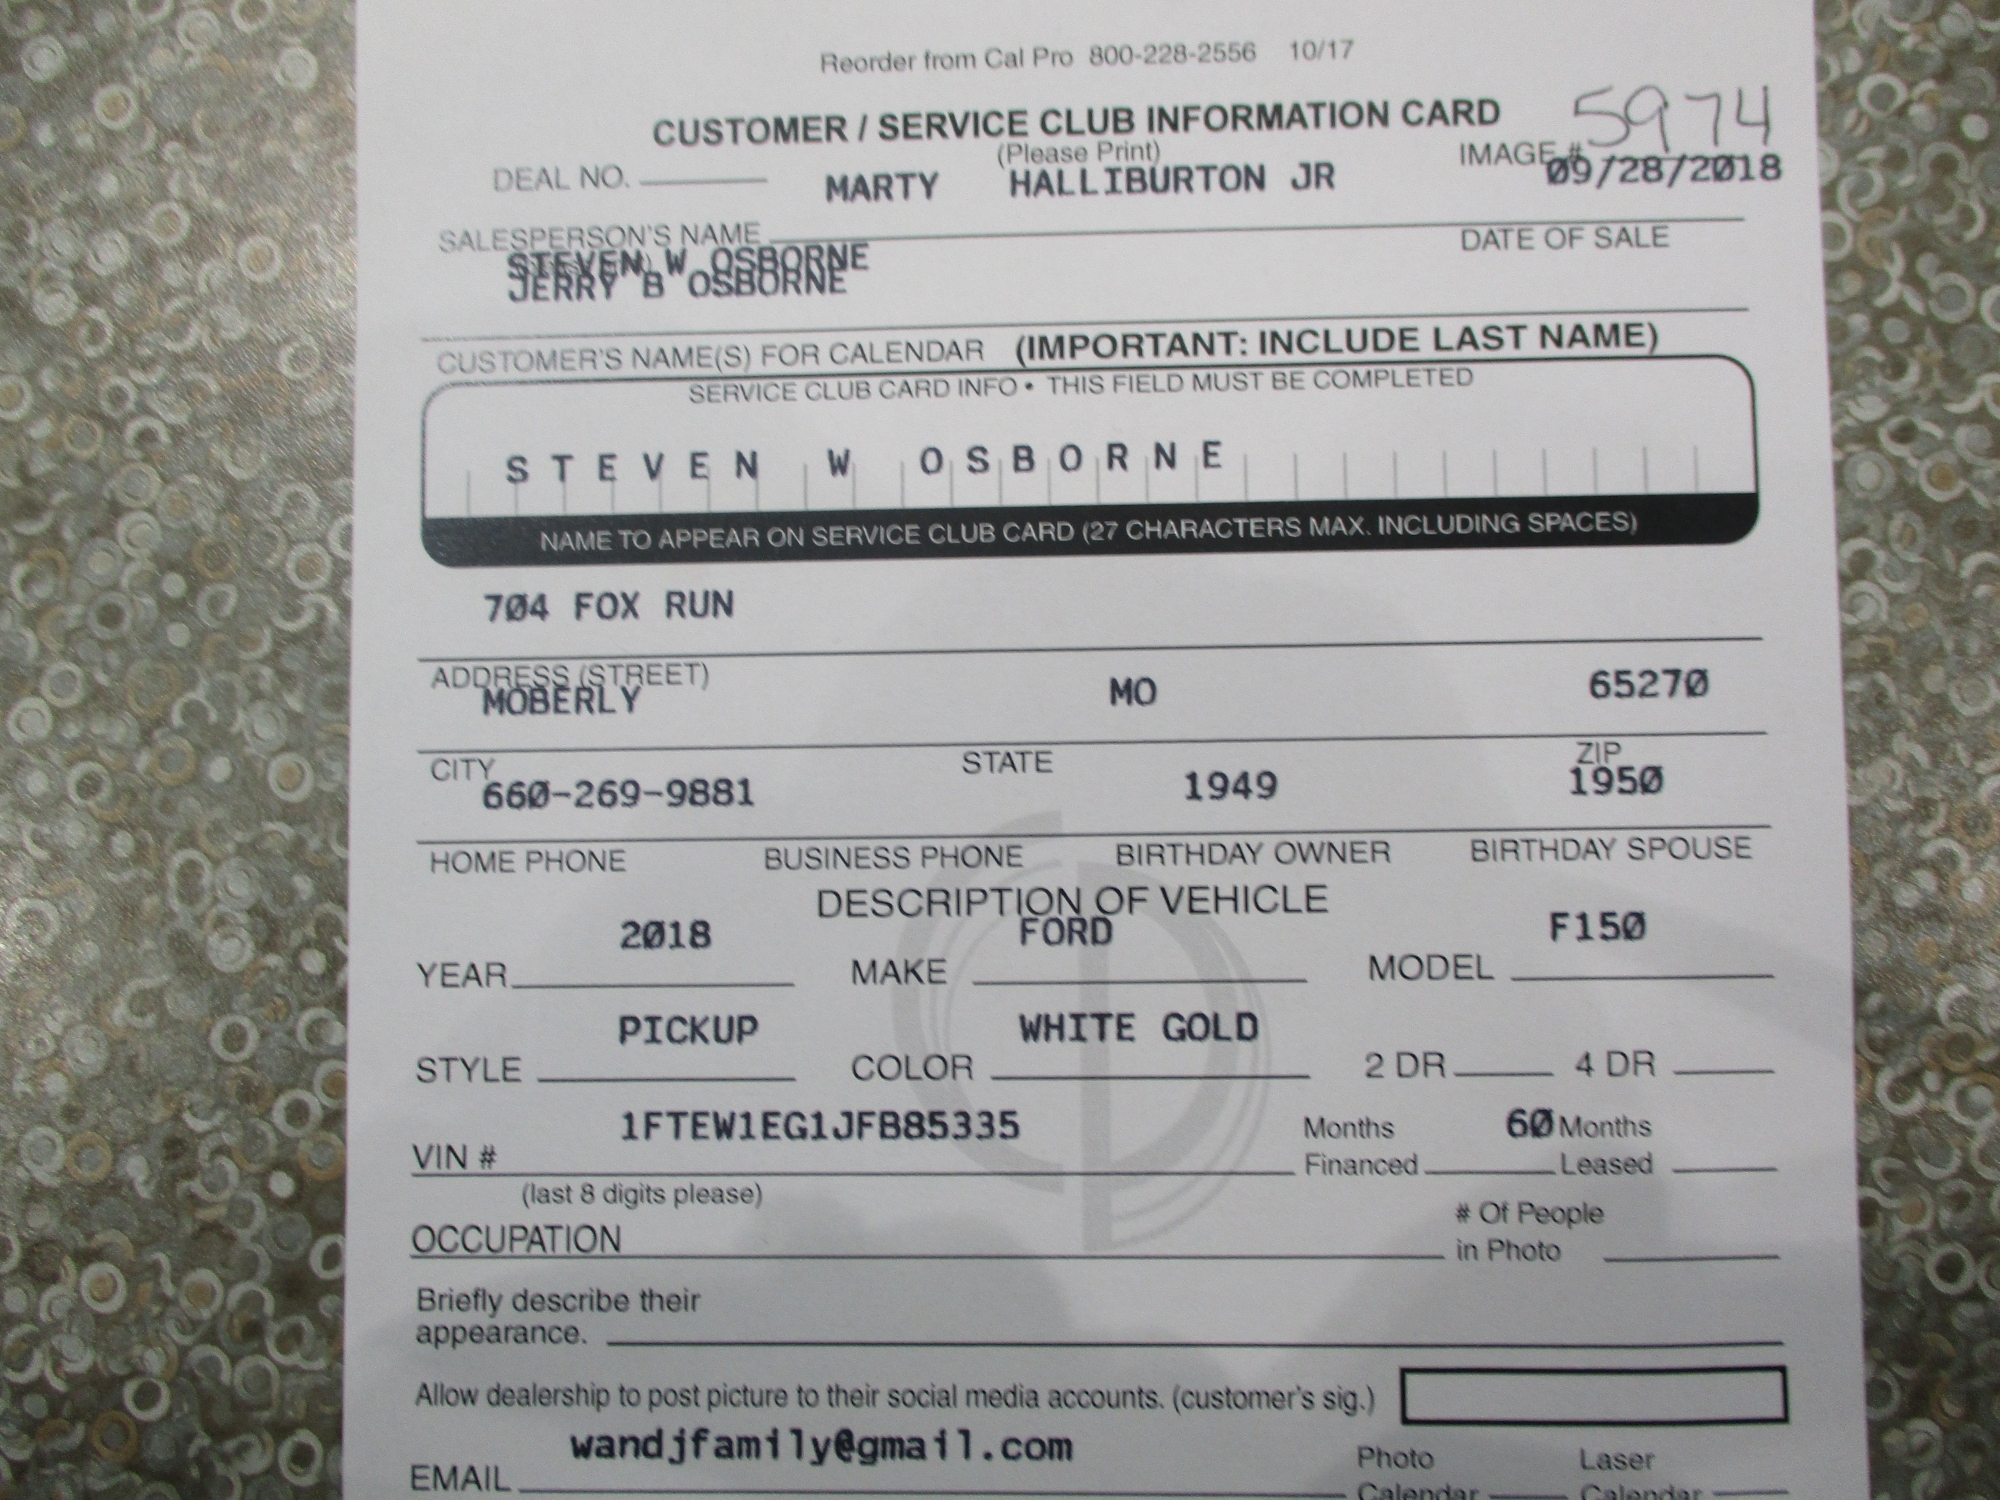 Reorder from Cal Pro 800-228-2556 10/17
CUSTOMER / SERVICE CLUB INFORMATION CARD 5974
(Please Print) IMAGE #
DEAL NO. MARTY HALLIBURTON JR 09/28/2018
SALESPERSON'S NAME DATE OF SALE
STEVEN W OSBORNE
JERRY B OSBORNE
CUSTOMER'S NAME(S) FOR CALENDAR (IMPORTANT: INCLUDE LAST NAME)
SERVICE CLUB CARD INFO • THIS FIELD MUST BE COMPLETED
STEVEN W OSBORNE
NAME TO APPEAR ON SERVICE CLUB CARD (27 CHARACTERS MAX. INCLUDING SPACES)
704 FOX RUN
ADDRESS (STREET)
MOBERLY MO 65270
CITY STATE ZIP
660-269-9881 1949 1950
HOME PHONE BUSINESS PHONE BIRTHDAY OWNER BIRTHDAY SPOUSE
DESCRIPTION OF VEHICLE
2018 FORD F150
YEAR MAKE MODEL
PICKUP WHITE GOLD
STYLE COLOR 2 DR 4 DR
1FTEW1EG1JFB85335 Months 60 Months
VIN # Financed Leased
(last 8 digits please)
OCCUPATION # Of People
in Photo
Briefly describe their
appearance.
Allow dealership to post picture to their social media accounts. (customer's sig.)
wandjfamily@gmail.com
EMAIL Photo Laser
Calendar Calendar